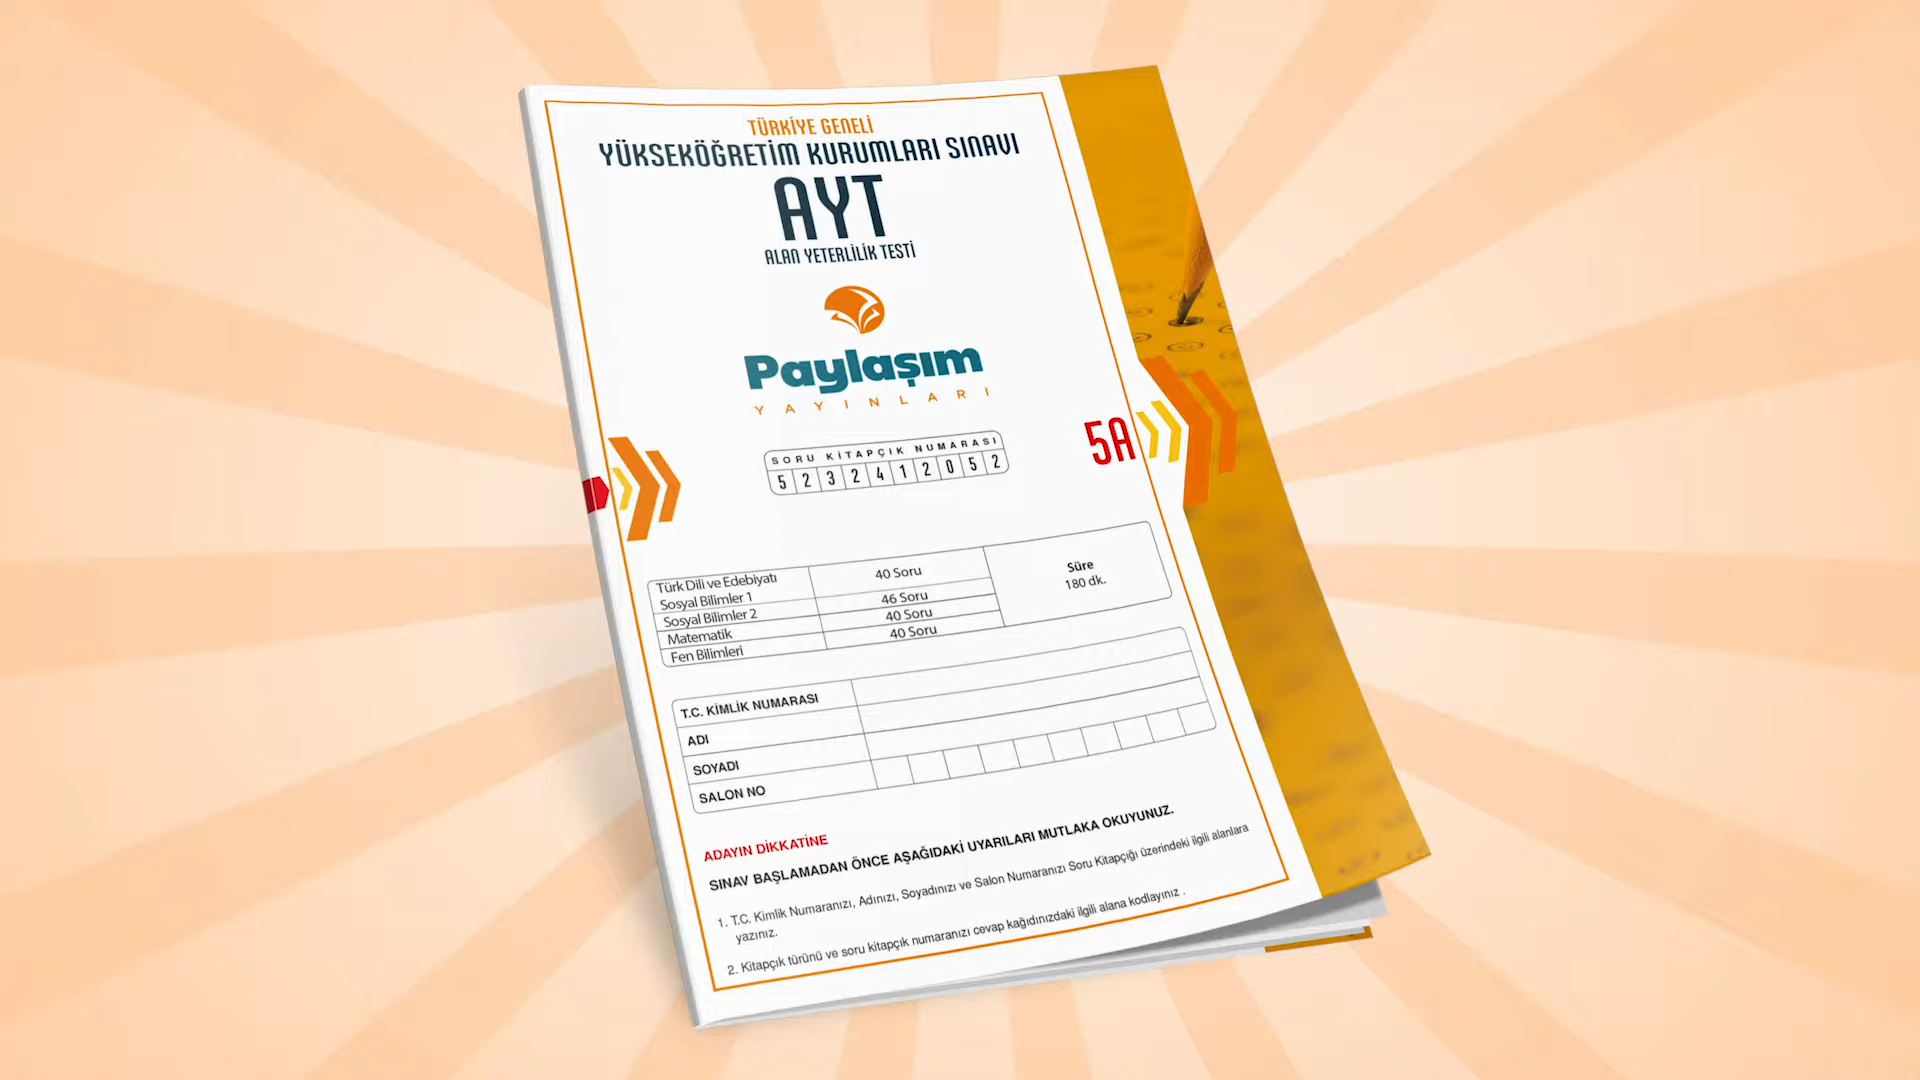 TÜRKİYE GENELİ
YÜKSEKÖĞRETİM KURUMLARI SINAVI
AYT
ALAN YETERLİLİK TESTİ
Paylaşım
YAYINLARI
SORU KİTAPÇIK NUMARASI
5 2 3 2 4 1 2 0 5 2
5A
Türk Dili ve Edebiyatı
Sosyal Bilimler 1
40 Soru
Sosyal Bilimler 2
46 Soru
Matematik
40 Soru
Fen Bilimleri
40 Soru
Süre
180 dk.
T.C. KİMLİK NUMARASI
ADI
SOYADI
SALON NO
ADAYIN DİKKATİNE
SINAV BAŞLAMADAN ÖNCE AŞAĞIDAKİ UYARILARI MUTLAKA OKUYUNUZ.
1. T.C. Kimlik Numaranızı, Adınızı, Soyadınızı ve Salon Numaranızı Soru Kitapçığı üzerindeki ilgili alanlara
yazınız.
2. Kitapçık türünü ve soru kitapçık numaranızı cevap kağıdınızdaki ilgili alana kodlayınız .